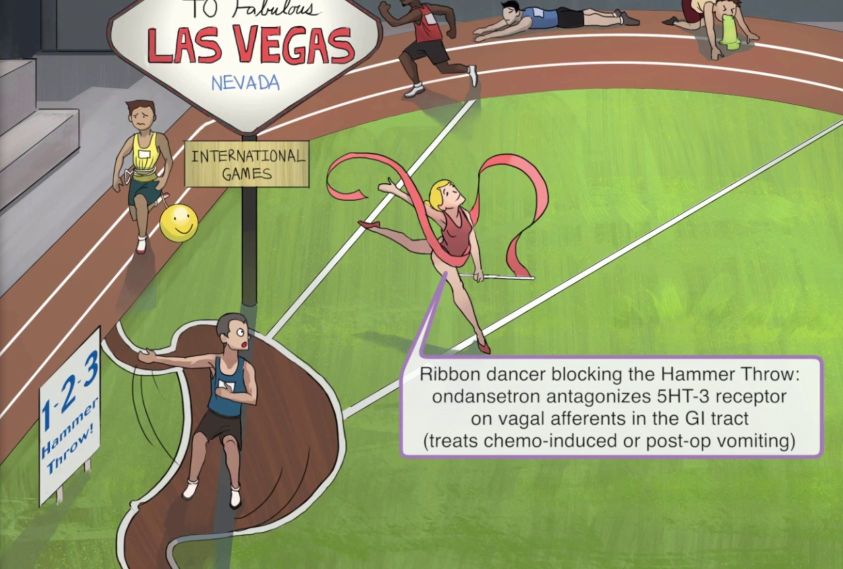 TO Fabulous
LAS VEGAS
NEVADA
INTERNATIONAL
GAMES
1-2-3
Hammer
Throw!
Ribbon dancer blocking the Hammer Throw:
ondansetron antagonizes 5HT-3 receptor
on vagal afferents in the GI tract
(treats chemo-induced or post-op vomiting)